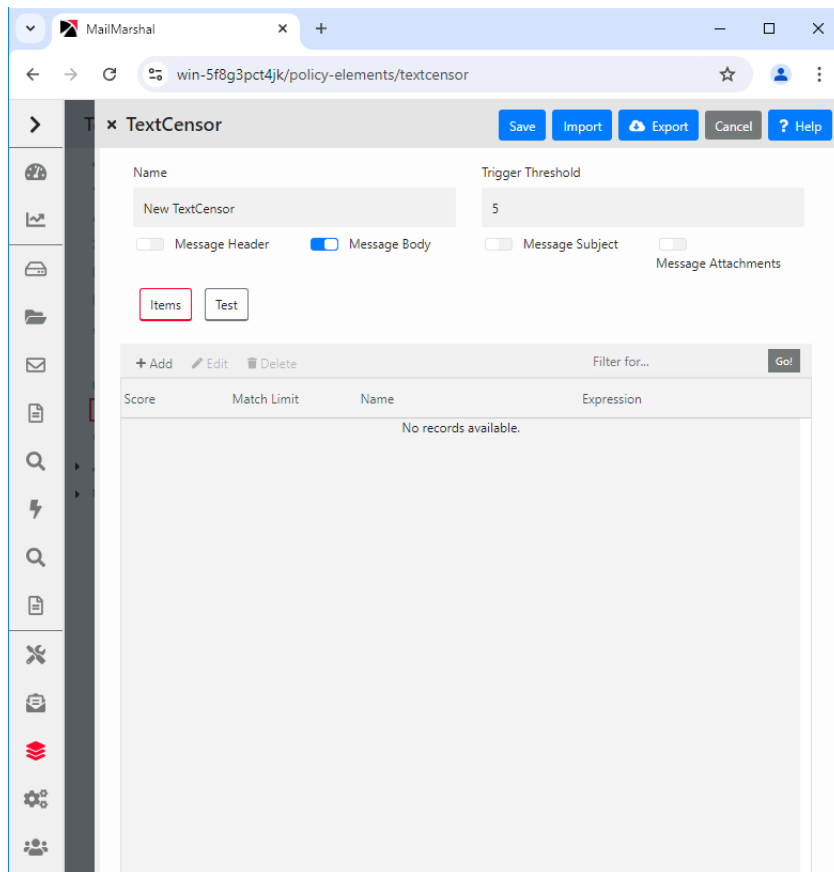 MailMarshal
win-5f8g3pct4jk/policy-elements/textcensor
TextCensor
Save Import Export Cancel ? Help
Name Trigger Threshold
New TextCensor 5
Message Header Message Body Message Subject
Message Attachments
Items Test
+ Add Edit Delete Filter for... Go!
Score Match Limit Name Expression
No records available.